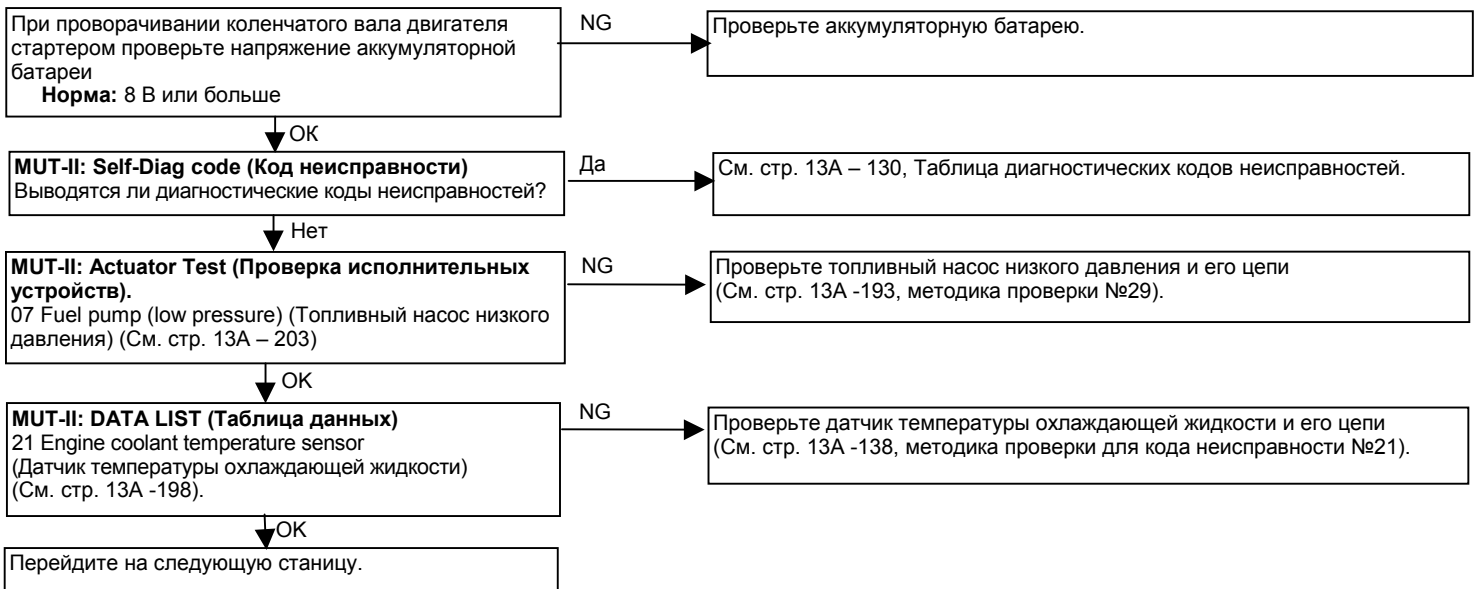 При проворачивании коленчатого вала двигателя
стартером проверьте напряжение аккумуляторной
батареи
Норма: 8 В или больше
NG
Проверьте аккумуляторную батарею.
OK
MUT-II: Self-Diag code (Код неисправности)
Выводятся ли диагностические коды неисправностей?
Да
См. стр. 13A – 130, Таблица диагностических кодов неисправностей.
Нет
MUT-II: Actuator Test (Проверка исполнительных
устройств).
07 Fuel pump (low pressure) (Топливный насос низкого
давления) (См. стр. 13A – 203)
NG
Проверьте топливный насос низкого давления и его цепи
(См. стр. 13A -193, методика проверки №29).
OK
MUT-II: DATA LIST (Таблица данных)
21 Engine coolant temperature sensor
(Датчик температуры охлаждающей жидкости)
(См. стр. 13A -198).
NG
Проверьте датчик температуры охлаждающей жидкости и его цепи
(См. стр. 13A -138, методика проверки для кода неисправности №21).
OK
Перейдите на следующую станицу.